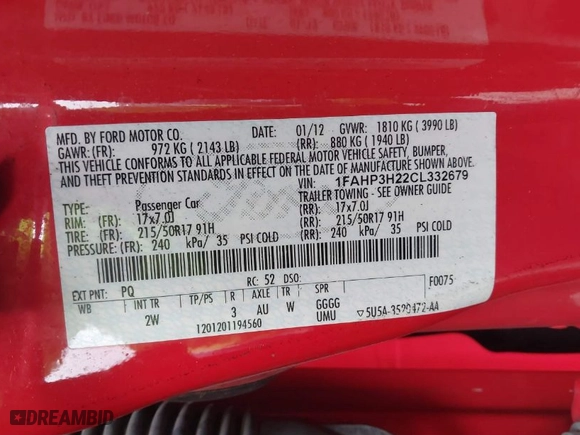 MFD. BY FORD MOTOR CO. DATE: 01/12 GVWR: 1810 KG ( 3990 LB)
GAWR: (FR): 972 KG ( 2143 LB) (RR): 880 KG ( 1940 LB)
THIS VEHICLE CONFORMS TO ALL APPLICABLE FEDERAL MOTOR VEHICLE SAFETY, BUMPER,
AND THEFT PREVENTION STANDARDS IN EFFECT ON THE DATE OF MANUFACTURE SHOWN ABOVE.
VIN: 1FAHP3H22CL332679
TYPE: Passenger Car TRAILER TOWING - SEE OWNER GUIDE
RIM: (FR): 17x7.0J (RR): 17x7.0J
TIRE: (FR): 215/50R17 91H (RR): 215/50R17 91H
PRESSURE: (FR) 240 kPa/ 35 PSI COLD (RR): 240 kPa/ 35 PSI COLD
EXT PNT: PQ RC: 52 DSO: F0075
WB INT TR TP/PS R AXLE TR SPR
2W 3 AU W GGGG
1201201194560 UMU ▽5U5A-3520472-AA
DREAMBID